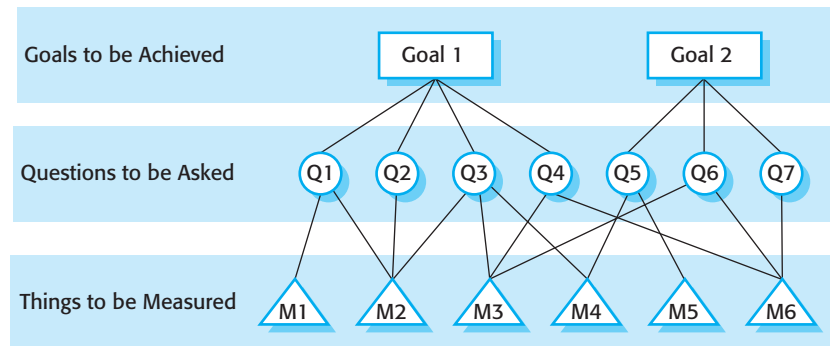 Goals to be Achieved Goal 1 Goal 2
Questions to be Asked Q1 Q2 Q3 Q4 Q5 Q6 Q7
Things to be Measured M1 M2 M3 M4 M5 M6